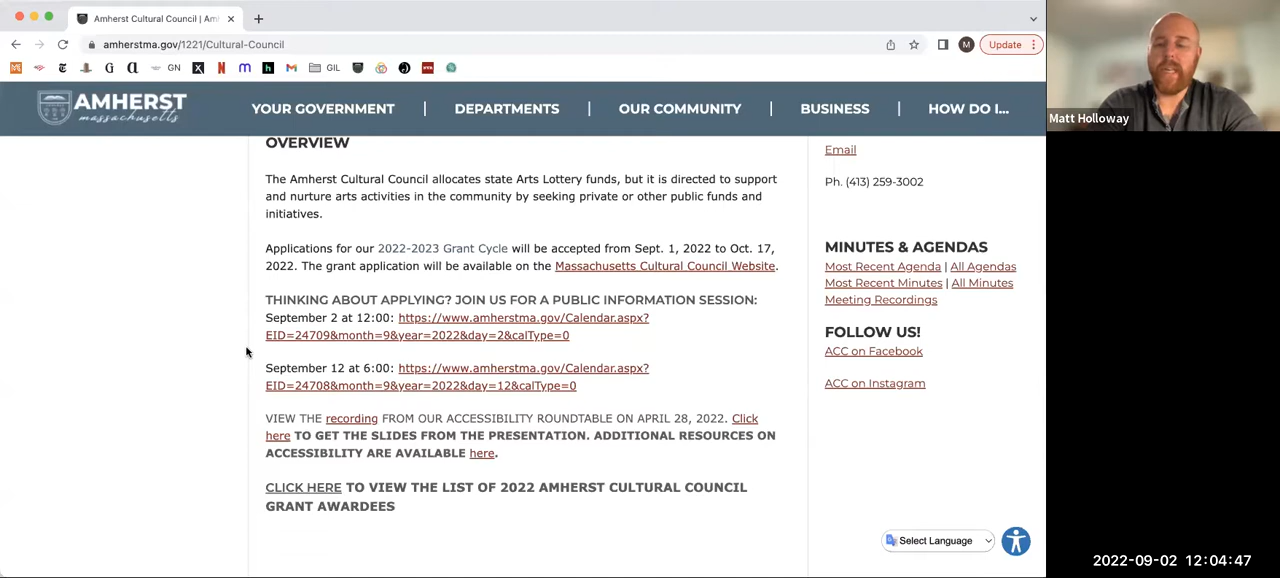 Amherst Cultural Council | Am
amherstma.gov/1221/Cultural-Council
M
Update
GN
GIL
AMHERST
massachusetts
YOUR GOVERNMENT | DEPARTMENTS | OUR COMMUNITY | BUSINESS | HOW DO I...
OVERVIEW
The Amherst Cultural Council allocates state Arts Lottery funds, but it is directed to support
and nurture arts activities in the community by seeking private or other public funds and
initiatives.
Applications for our 2022-2023 Grant Cycle will be accepted from Sept. 1, 2022 to Oct. 17,
2022. The grant application will be available on the Massachusetts Cultural Council Website.
THINKING ABOUT APPLYING? JOIN US FOR A PUBLIC INFORMATION SESSION:
September 2 at 12:00: https://www.amherstma.gov/Calendar.aspx?
EID=24709&month=9&year=2022&day=2&calType=0
September 12 at 6:00: https://www.amherstma.gov/Calendar.aspx?
EID=24708&month=9&year=2022&day=12&calType=0
VIEW THE recording FROM OUR ACCESSIBILITY ROUNDTABLE ON APRIL 28, 2022. Click
here TO GET THE SLIDES FROM THE PRESENTATION. ADDITIONAL RESOURCES ON
ACCESSIBILITY ARE AVAILABLE here.
CLICK HERE TO VIEW THE LIST OF 2022 AMHERST CULTURAL COUNCIL
GRANT AWARDEES
Email
Ph. (413) 259-3002
MINUTES & AGENDAS
Most Recent Agenda | All Agendas
Most Recent Minutes | All Minutes
Meeting Recordings
FOLLOW US!
ACC on Facebook
ACC on Instagram
Select Language
Matt Holloway
2022-09-02 12:04:47